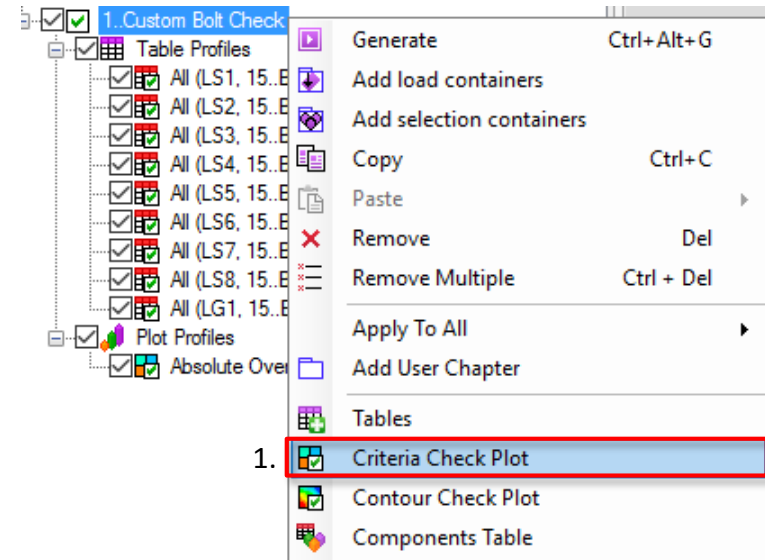 1..Custom Bolt Check
Table Profiles
All (LS1, 15..E
All (LS2, 15..E
All (LS3, 15..E
All (LS4, 15..E
All (LS5, 15..E
All (LS6, 15..E
All (LS7, 15..E
All (LS8, 15..E
All (LG1, 15..E
Plot Profiles
Absolute Over
Generate Ctrl+Alt+G
Add load containers
Add selection containers
Copy Ctrl+C
Paste
Remove Del
Remove Multiple Ctrl + Del
Apply To All
Add User Chapter
Tables
1. Criteria Check Plot
Contour Check Plot
Components Table